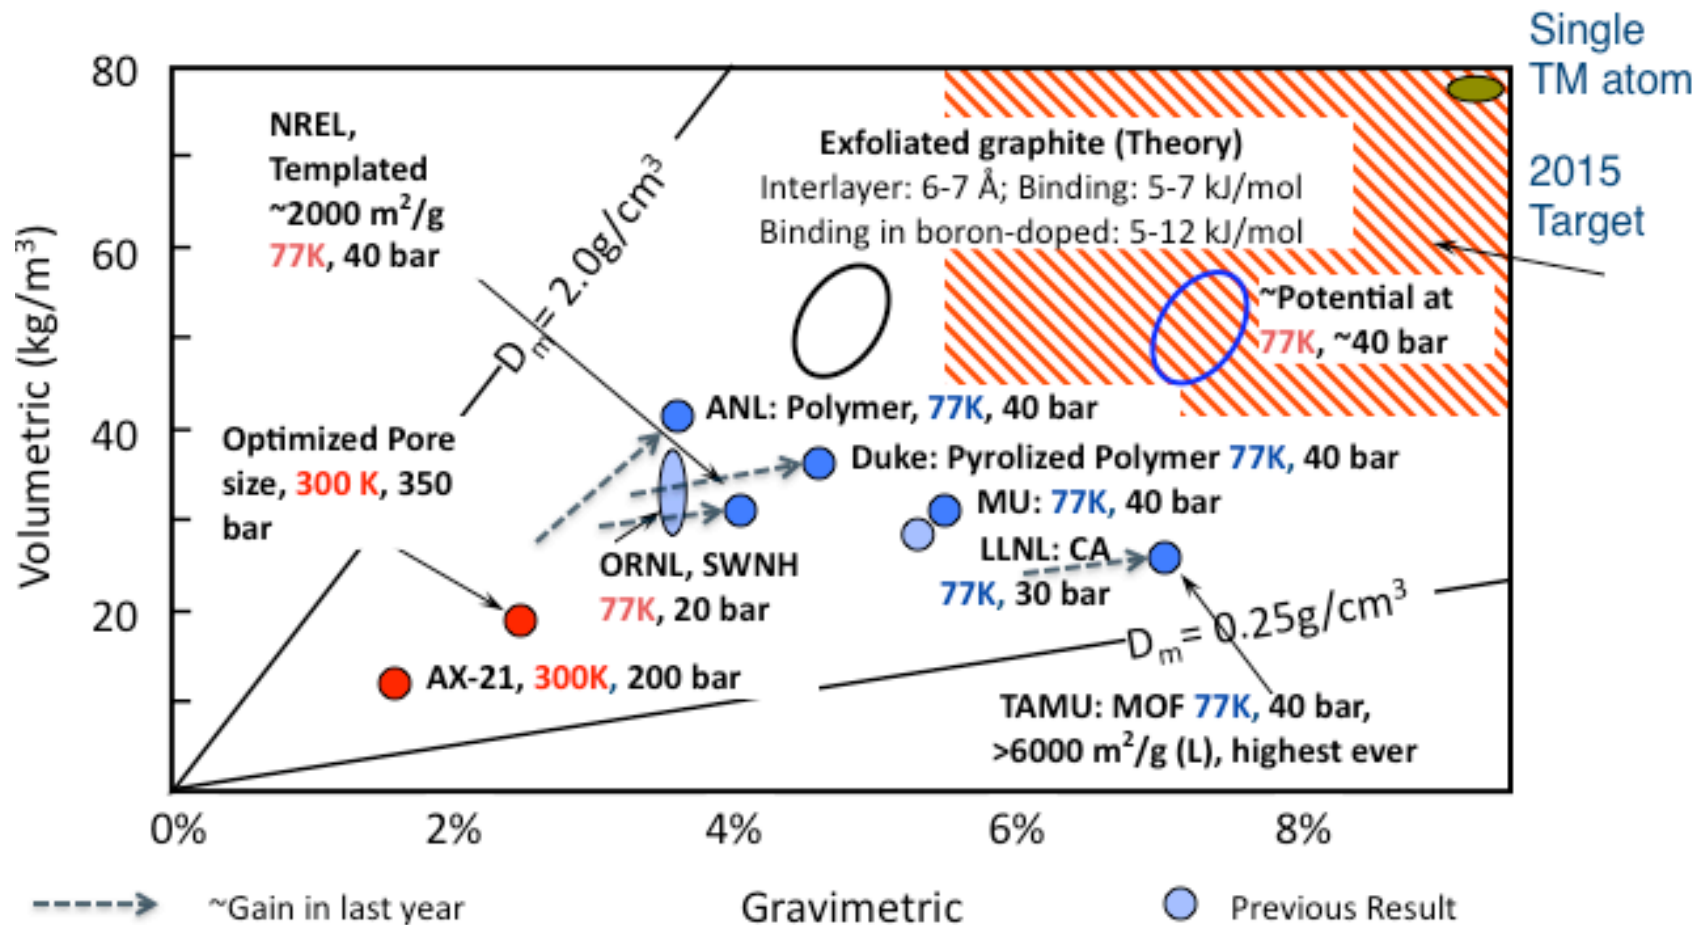 Single
TM atom
2015
Target
80
60
40
20
Volumetric (kg/m³)
NREL,
Templated
~2000 m²/g
77K, 40 bar
Dm = 2.0g/cm³
Exfoliated graphite (Theory)
Interlayer: 6-7 Å; Binding: 5-7 kJ/mol
Binding in boron-doped: 5-12 kJ/mol
~Potential at
77K, ~40 bar
ANL: Polymer, 77K, 40 bar
Optimized Pore
size, 300 K, 350
bar
Duke: Pyrolized Polymer 77K, 40 bar
MU: 77K, 40 bar
LLNL: CA
77K, 30 bar
ORNL, SWNH
77K, 20 bar
Dm = 0.25g/cm³
AX-21, 300K, 200 bar
TAMU: MOF 77K, 40 bar,
>6000 m²/g (L), highest ever
0% 2% 4% 6% 8%
~Gain in last year
Gravimetric
Previous Result